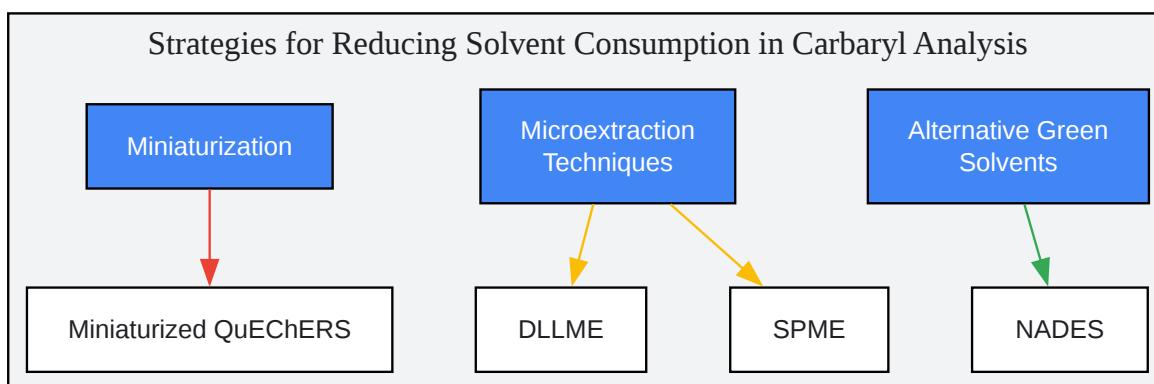 Strategies for Reducing Solvent Consumption in Carbaryl Analysis
Miniaturization
Microextraction
Techniques
Alternative Green
Solvents
Miniaturized QuEChERS
DLLME
SPME
NADES